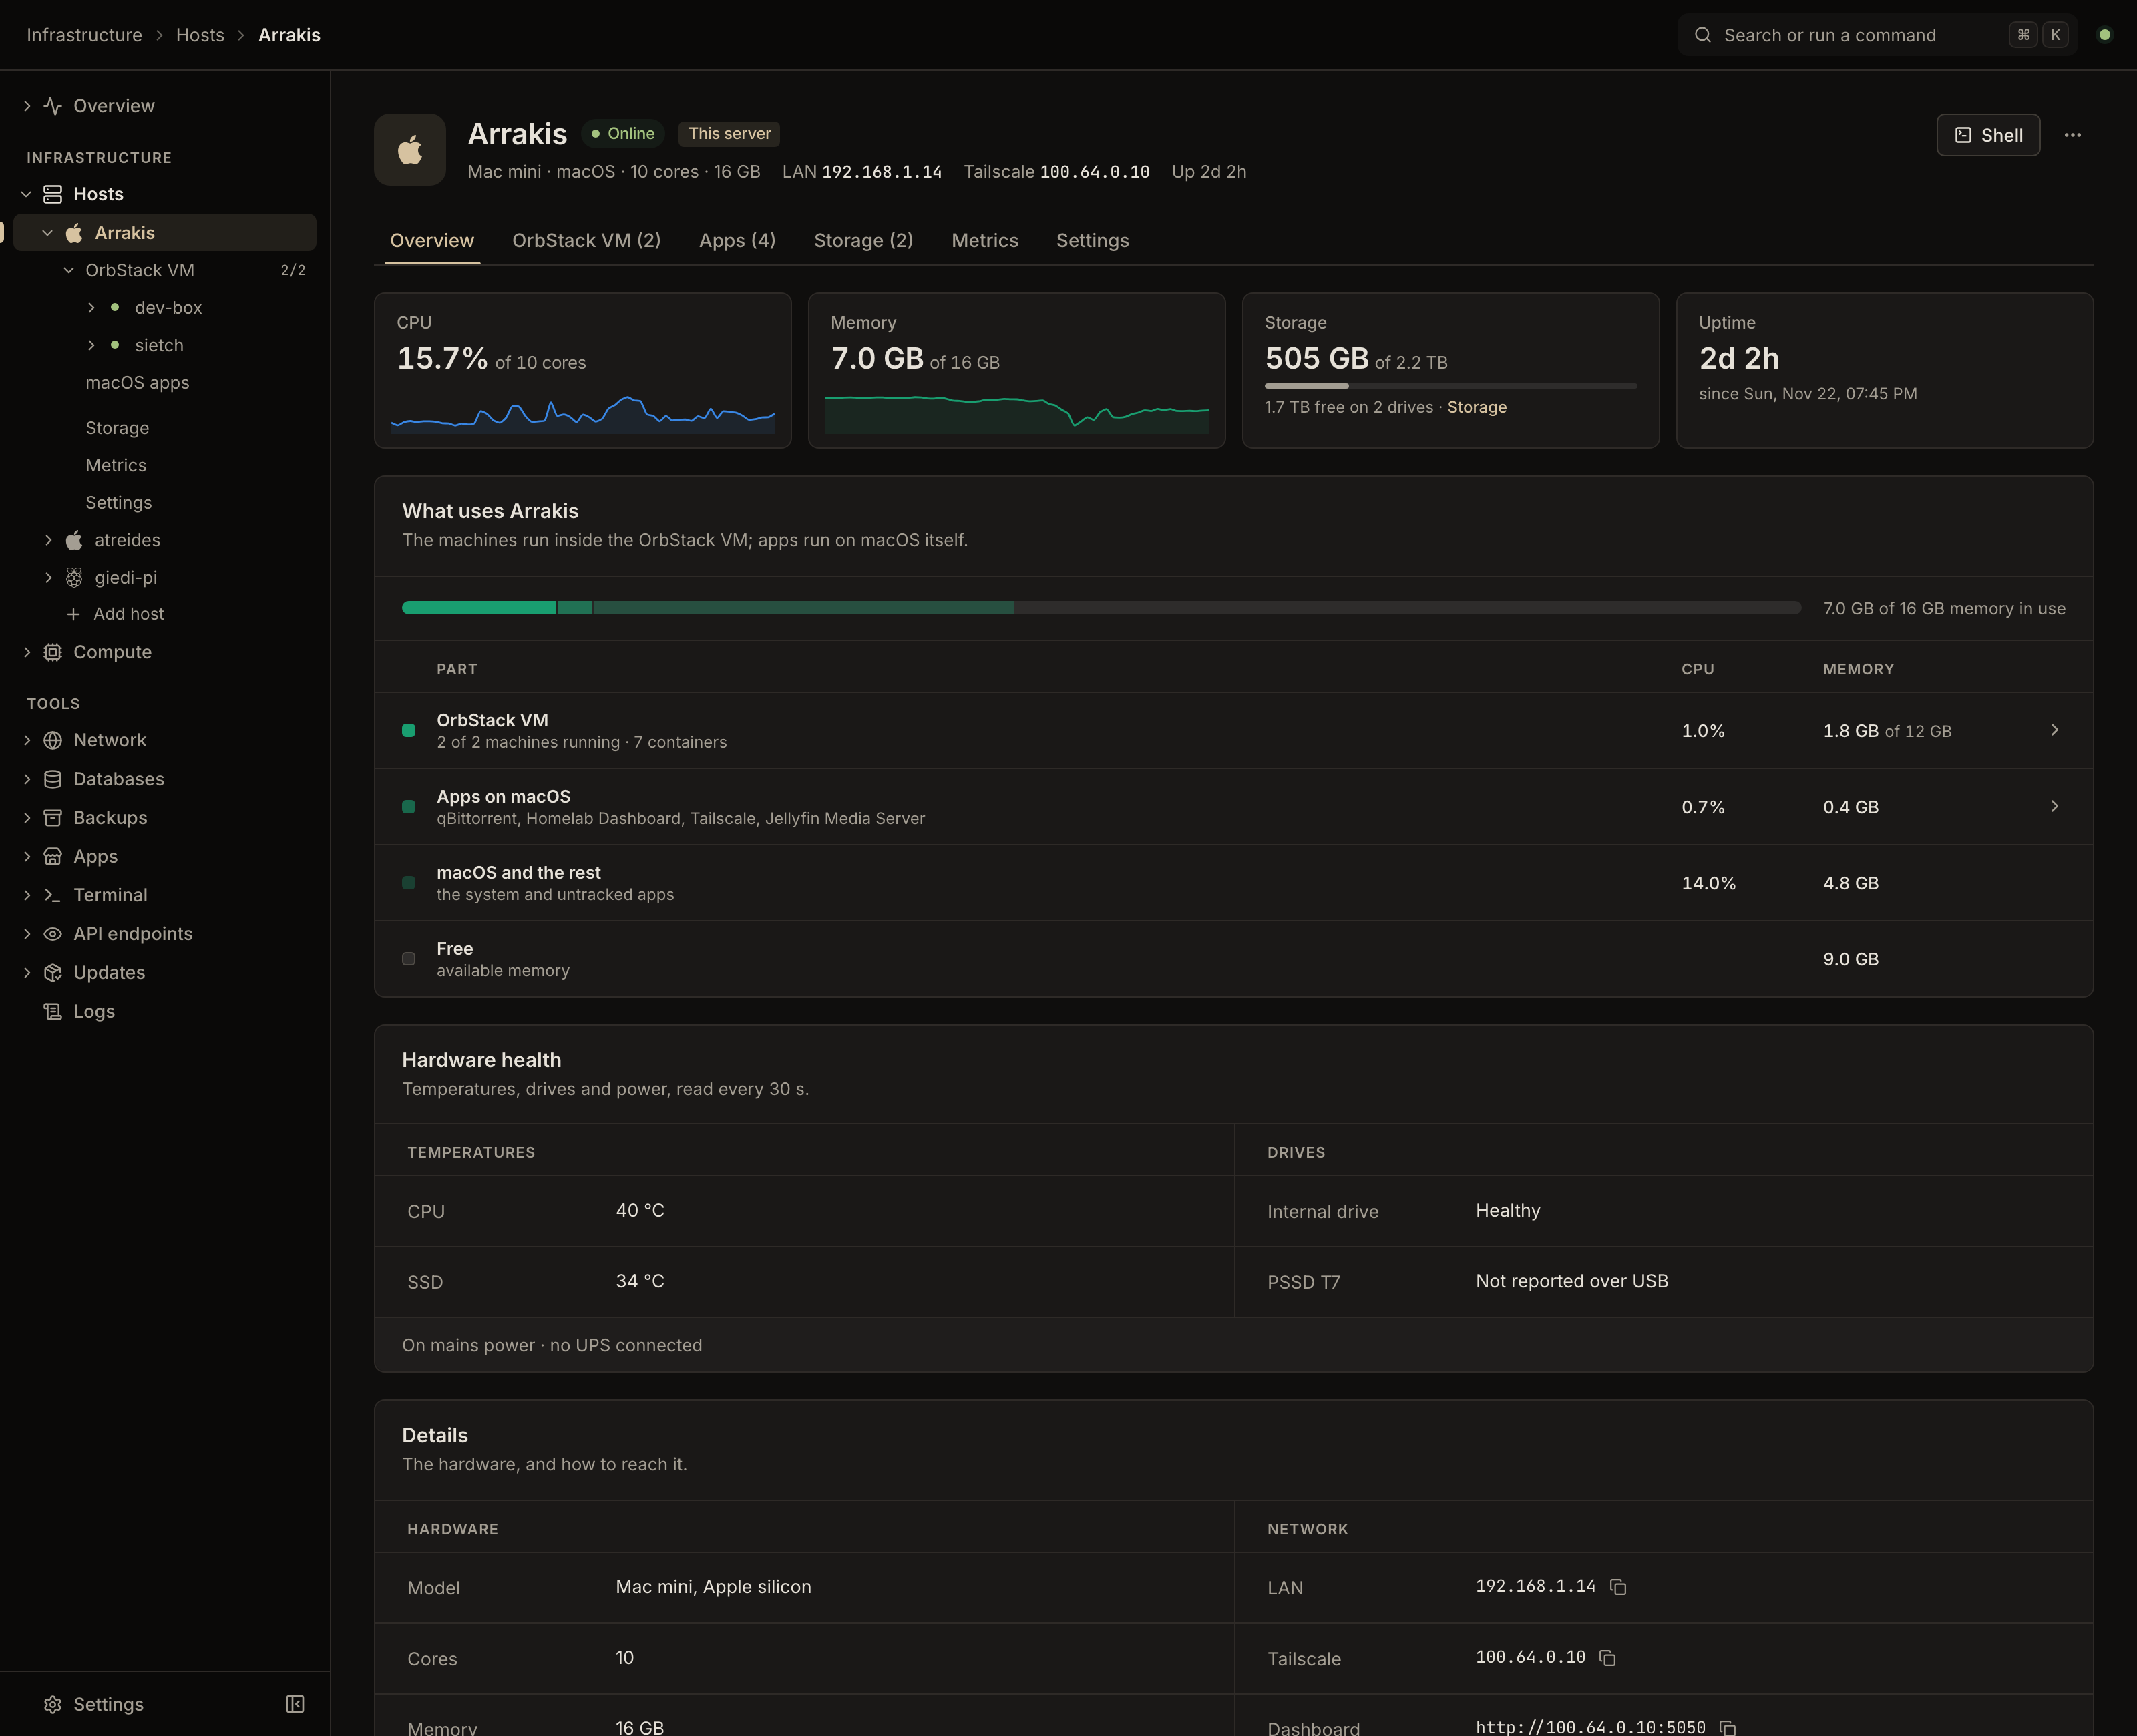 Infrastructure > Hosts > Arrakis
Search or run a command ⌘ K
Overview
INFRASTRUCTURE
Hosts
Arrakis
OrbStack VM 2/2
dev-box
sietch
macOS apps
Storage
Metrics
Settings
atreides
giedi-pi
Add host
Compute
TOOLS
Network
Databases
Backups
Apps
Terminal
API endpoints
Updates
Logs
Settings
Arrakis Online This server
Mac mini · macOS · 10 cores · 16 GB LAN 192.168.1.14 Tailscale 100.64.0.10 Up 2d 2h
Shell
Overview OrbStack VM (2) Apps (4) Storage (2) Metrics Settings
CPU
15.7% of 10 cores
Memory
7.0 GB of 16 GB
Storage
505 GB of 2.2 TB
1.7 TB free on 2 drives · Storage
Uptime
2d 2h
since Sun, Nov 22, 07:45 PM
What uses Arrakis
The machines run inside the OrbStack VM; apps run on macOS itself.
7.0 GB of 16 GB memory in use
PART CPU MEMORY
OrbStack VM
2 of 2 machines running · 7 containers
1.0% 1.8 GB of 12 GB
Apps on macOS
qBittorrent, Homelab Dashboard, Tailscale, Jellyfin Media Server
0.7% 0.4 GB
macOS and the rest
the system and untracked apps
14.0% 4.8 GB
Free
available memory
9.0 GB
Hardware health
Temperatures, drives and power, read every 30 s.
TEMPERATURES
CPU 40 °C
SSD 34 °C
DRIVES
Internal drive Healthy
PSSD T7 Not reported over USB
On mains power · no UPS connected
Details
The hardware, and how to reach it.
HARDWARE
Model Mac mini, Apple silicon
Cores 10
Memory 16 GB
NETWORK
LAN 192.168.1.14
Tailscale 100.64.0.10
Dashboard http://100.64.0.10:5050